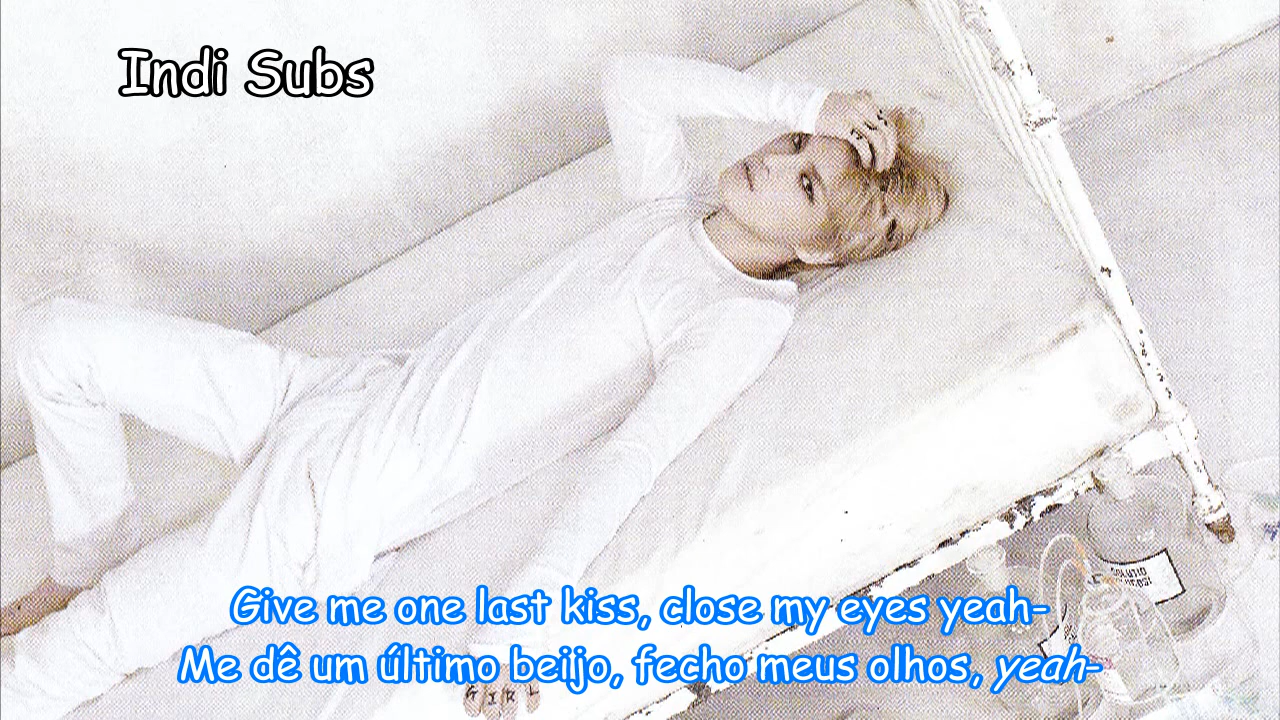 Indi Subs
Give me one last kiss, close my eyes yeah-
Me dê um último beijo, fecho meus olhos, yeah-
GIRL